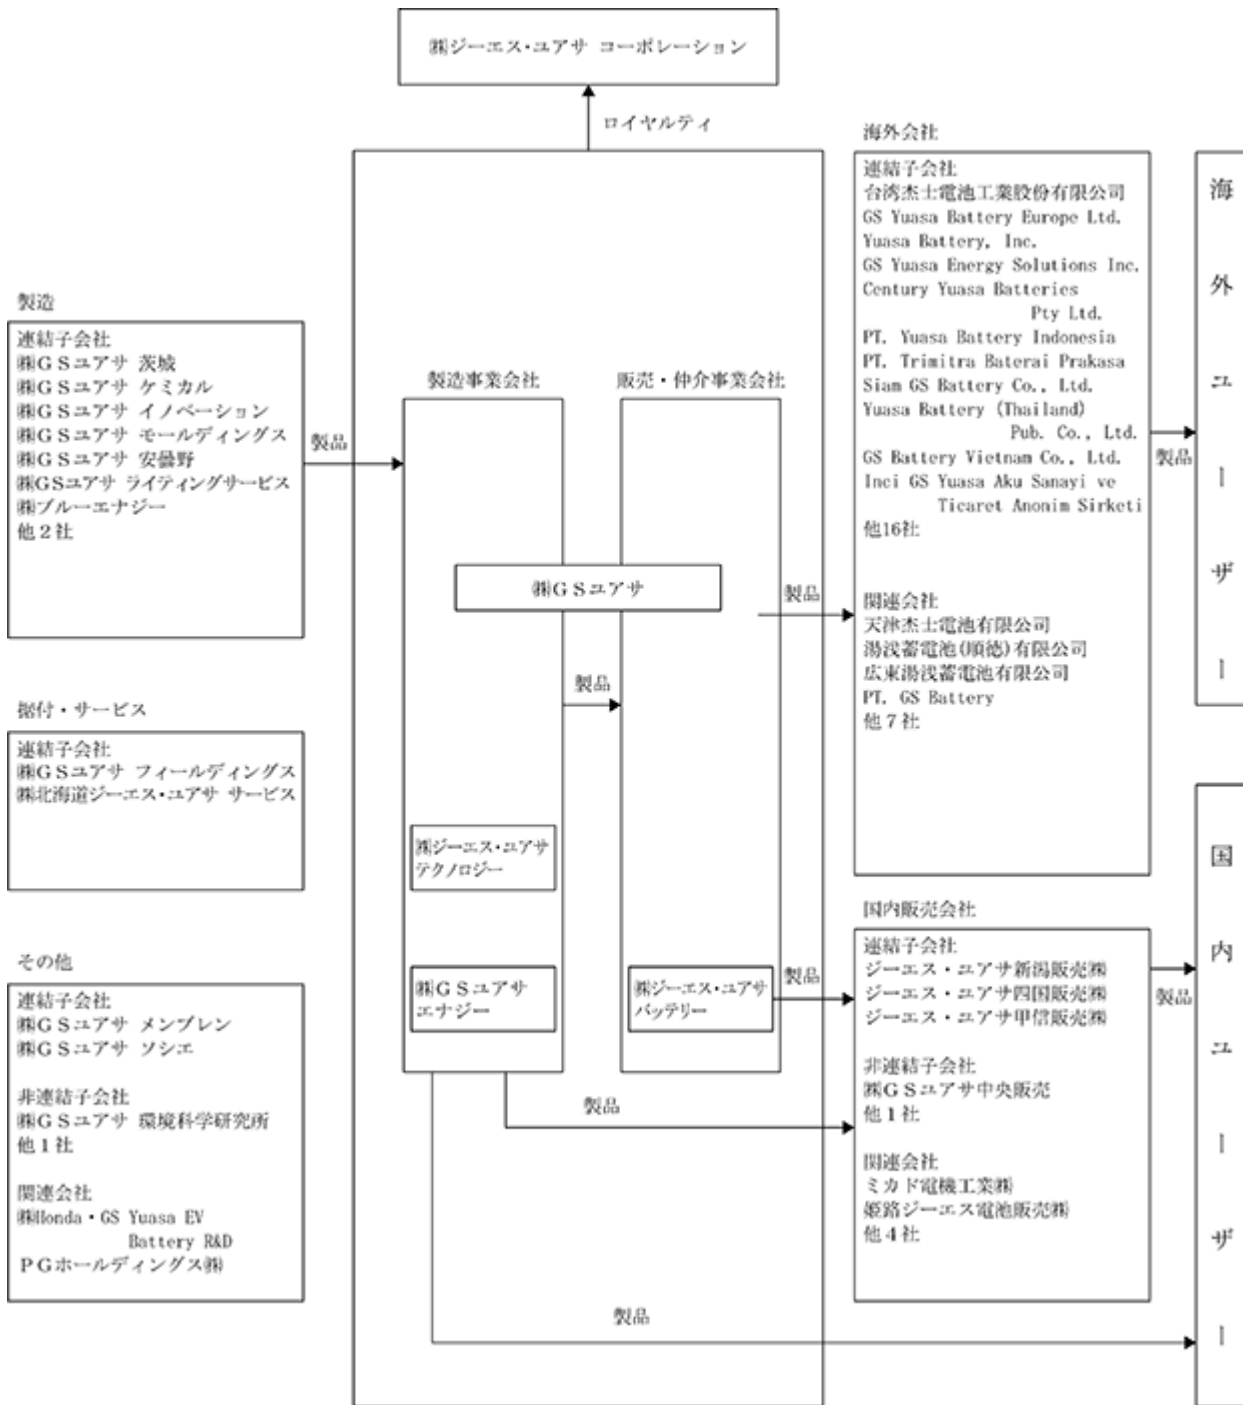 ㈱ジーエス・ユアサ コーポレーション
ロイヤルティ
製造
連結子会社
㈱ＧＳユアサ 茨城
㈱ＧＳユアサ ケミカル
㈱ＧＳユアサ イノベーション
㈱ＧＳユアサ モールディングス
㈱ＧＳユアサ 安曇野
㈱GSユアサ ライティングサービス
㈱ブルーエナジー
他２社
製品
据付・サービス
連結子会社
㈱ＧＳユアサ フィールディングス
㈱北海道ジーエス・ユアサ サービス
その他
連結子会社
㈱ＧＳユアサ メンブレン
㈱ＧＳユアサ ソシエ
非連結子会社
㈱ＧＳユアサ 環境科学研究所
他１社
関連会社
㈱Honda・GS Yuasa EV
Battery R&D
ＰＧホールディングス㈱
製造事業会社
販売・仲介事業会社
㈱ＧＳユアサ
製品
製品
㈱ジーエス・ユアサ
テクノロジー
㈱ＧＳユアサ
エナジー
㈱ジーエス・ユアサ
バッテリー
製品
製品
製品
海外会社
連結子会社
台湾杰士電池工業股份有限公司
GS Yuasa Battery Europe Ltd.
Yuasa Battery, Inc.
GS Yuasa Energy Solutions Inc.
Century Yuasa Batteries
Pty Ltd.
PT. Yuasa Battery Indonesia
PT. Trimitra Baterai Prakasa
Siam GS Battery Co., Ltd.
Yuasa Battery (Thailand)
Pub. Co., Ltd.
GS Battery Vietnam Co., Ltd.
Inci GS Yuasa Aku Sanayi ve
Ticaret Anonim Sirketi
他16社
関連会社
天津杰士電池有限公司
湯浅蓄電池(順徳)有限公司
広東湯浅蓄電池有限公司
PT. GS Battery
他７社
製品
国内販売会社
連結子会社
ジーエス・ユアサ新潟販売㈱
ジーエス・ユアサ四国販売㈱
ジーエス・ユアサ甲信販売㈱
非連結子会社
㈱ＧＳユアサ中央販売
他１社
関連会社
ミカド電機工業㈱
姫路ジーエス電池販売㈱
他４社
製品
海外ユーザー
国内ユーザー